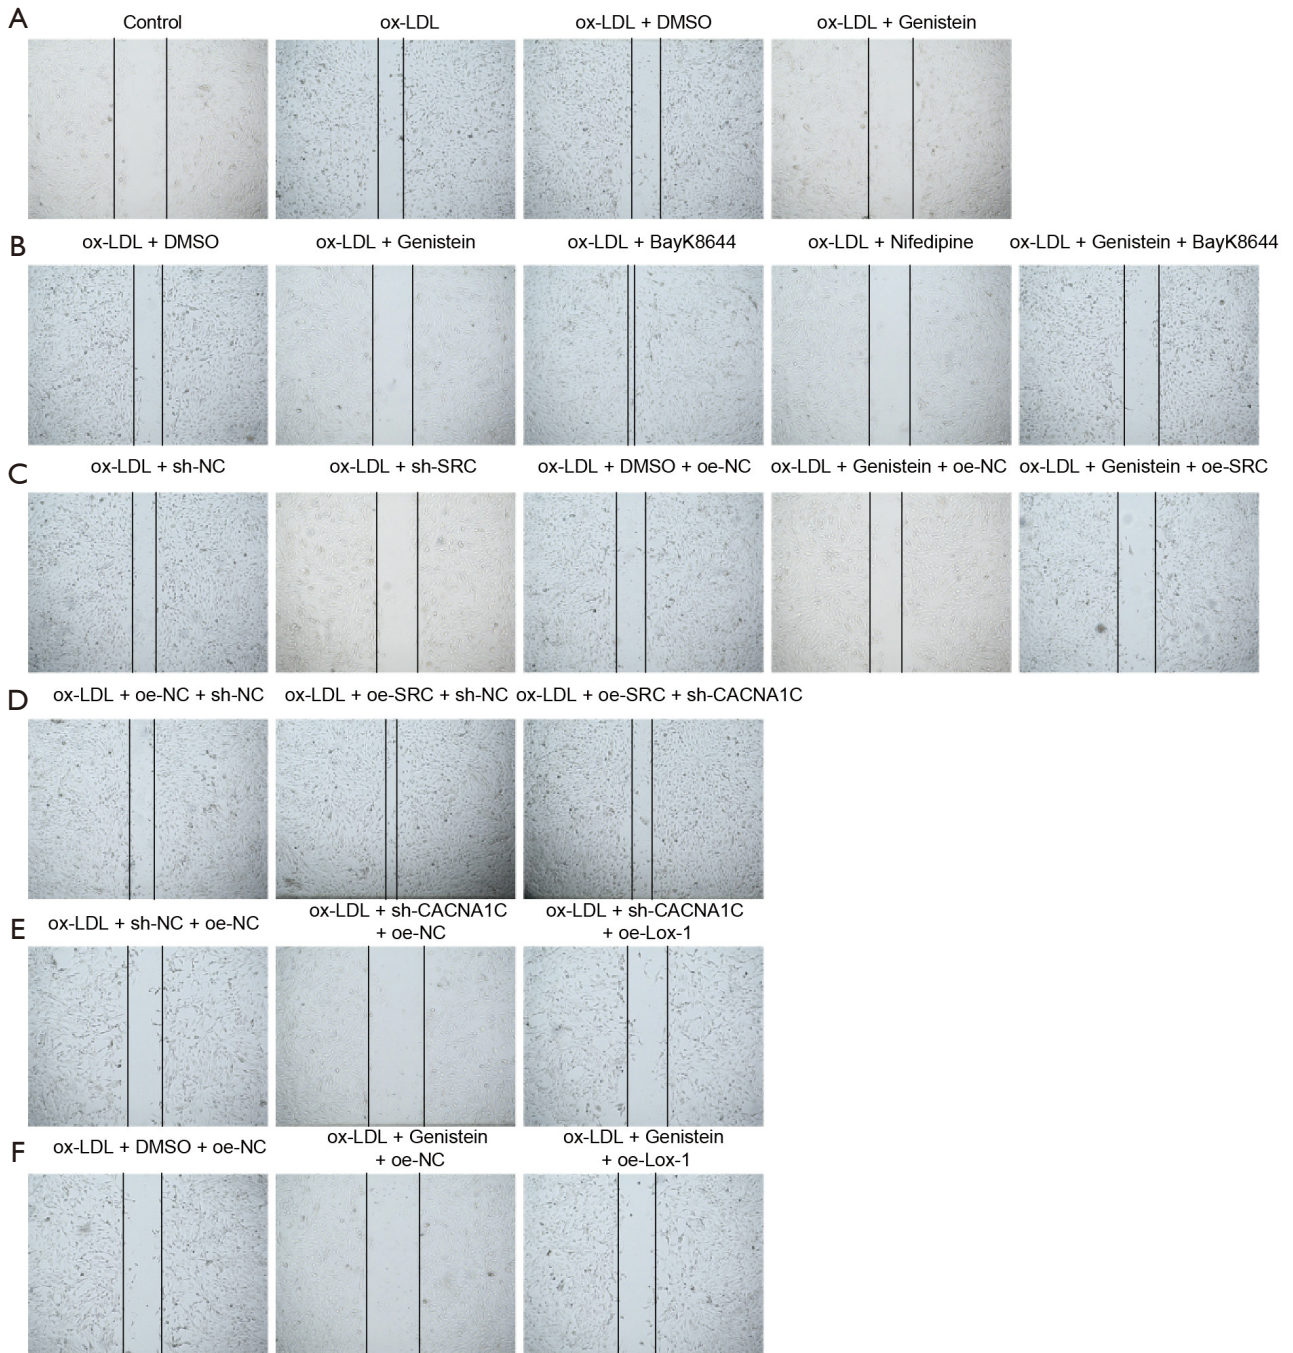 A
Control
ox-LDL
ox-LDL + DMSO
ox-LDL + Genistein
B
ox-LDL + DMSO
ox-LDL + Genistein
ox-LDL + BayK8644
ox-LDL + Nifedipine
ox-LDL + Genistein + BayK8644
C
ox-LDL + sh-NC
ox-LDL + sh-SRC
ox-LDL + DMSO + oe-NC
ox-LDL + Genistein + oe-NC
ox-LDL + Genistein + oe-SRC
D
ox-LDL + oe-NC + sh-NC
ox-LDL + oe-SRC + sh-NC
ox-LDL + oe-SRC + sh-CACNA1C
E
ox-LDL + sh-NC + oe-NC
ox-LDL + sh-CACNA1C
+ oe-NC
ox-LDL + sh-CACNA1C
+ oe-Lox-1
F
ox-LDL + DMSO + oe-NC
ox-LDL + Genistein
+ oe-NC
ox-LDL + Genistein
+ oe-Lox-1